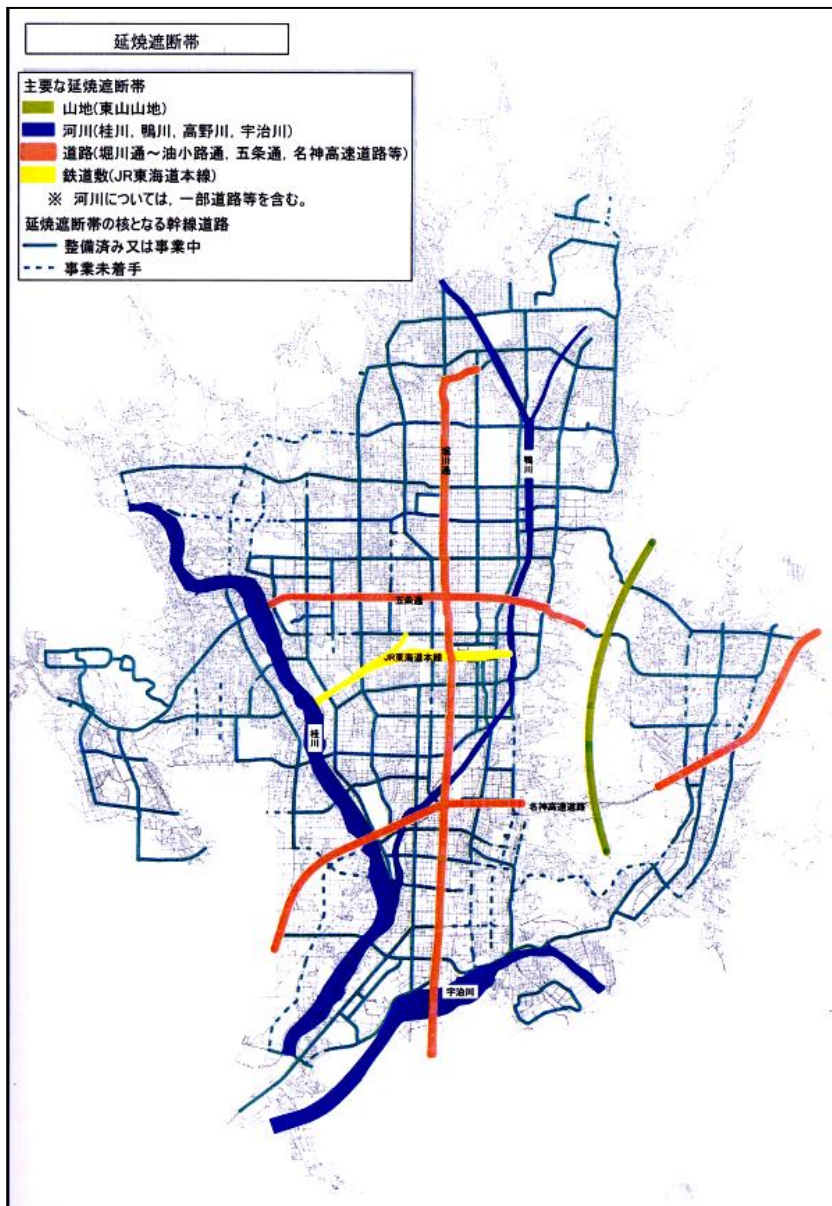 延焼遮断帯
主要な延焼遮断帯
山地(東山山地)
河川(桂川, 鴨川, 高野川, 宇治川)
道路(堀川通～油小路通, 五条通, 名神高速道路等)
鉄道敷(JR東海道本線)
※ 河川については, 一部道路等を含む。
延焼遮断帯の核となる幹線道路
整備済み又は事業中
事業未着手
堀川通
鴨川
五条通
JR東海道本線
桂川
名神高速道路
宇治川